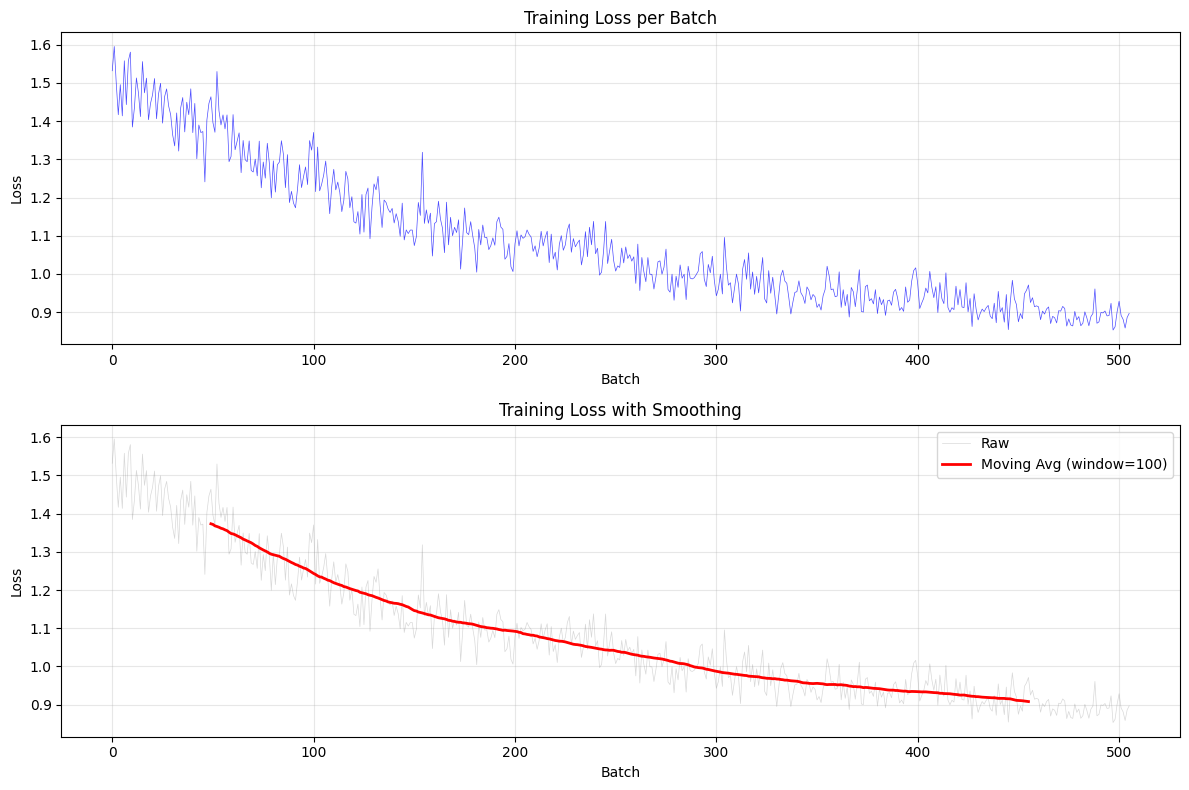 Training Loss per Batch
1.6
1.5
1.4
1.3
1.2
1.1
1.0
0.9
Loss
0 100 200 300 400 500
Batch
Training Loss with Smoothing
1.6
1.5
1.4
1.3
1.2
1.1
1.0
0.9
Loss
Raw
Moving Avg (window=100)
0 100 200 300 400 500
Batch